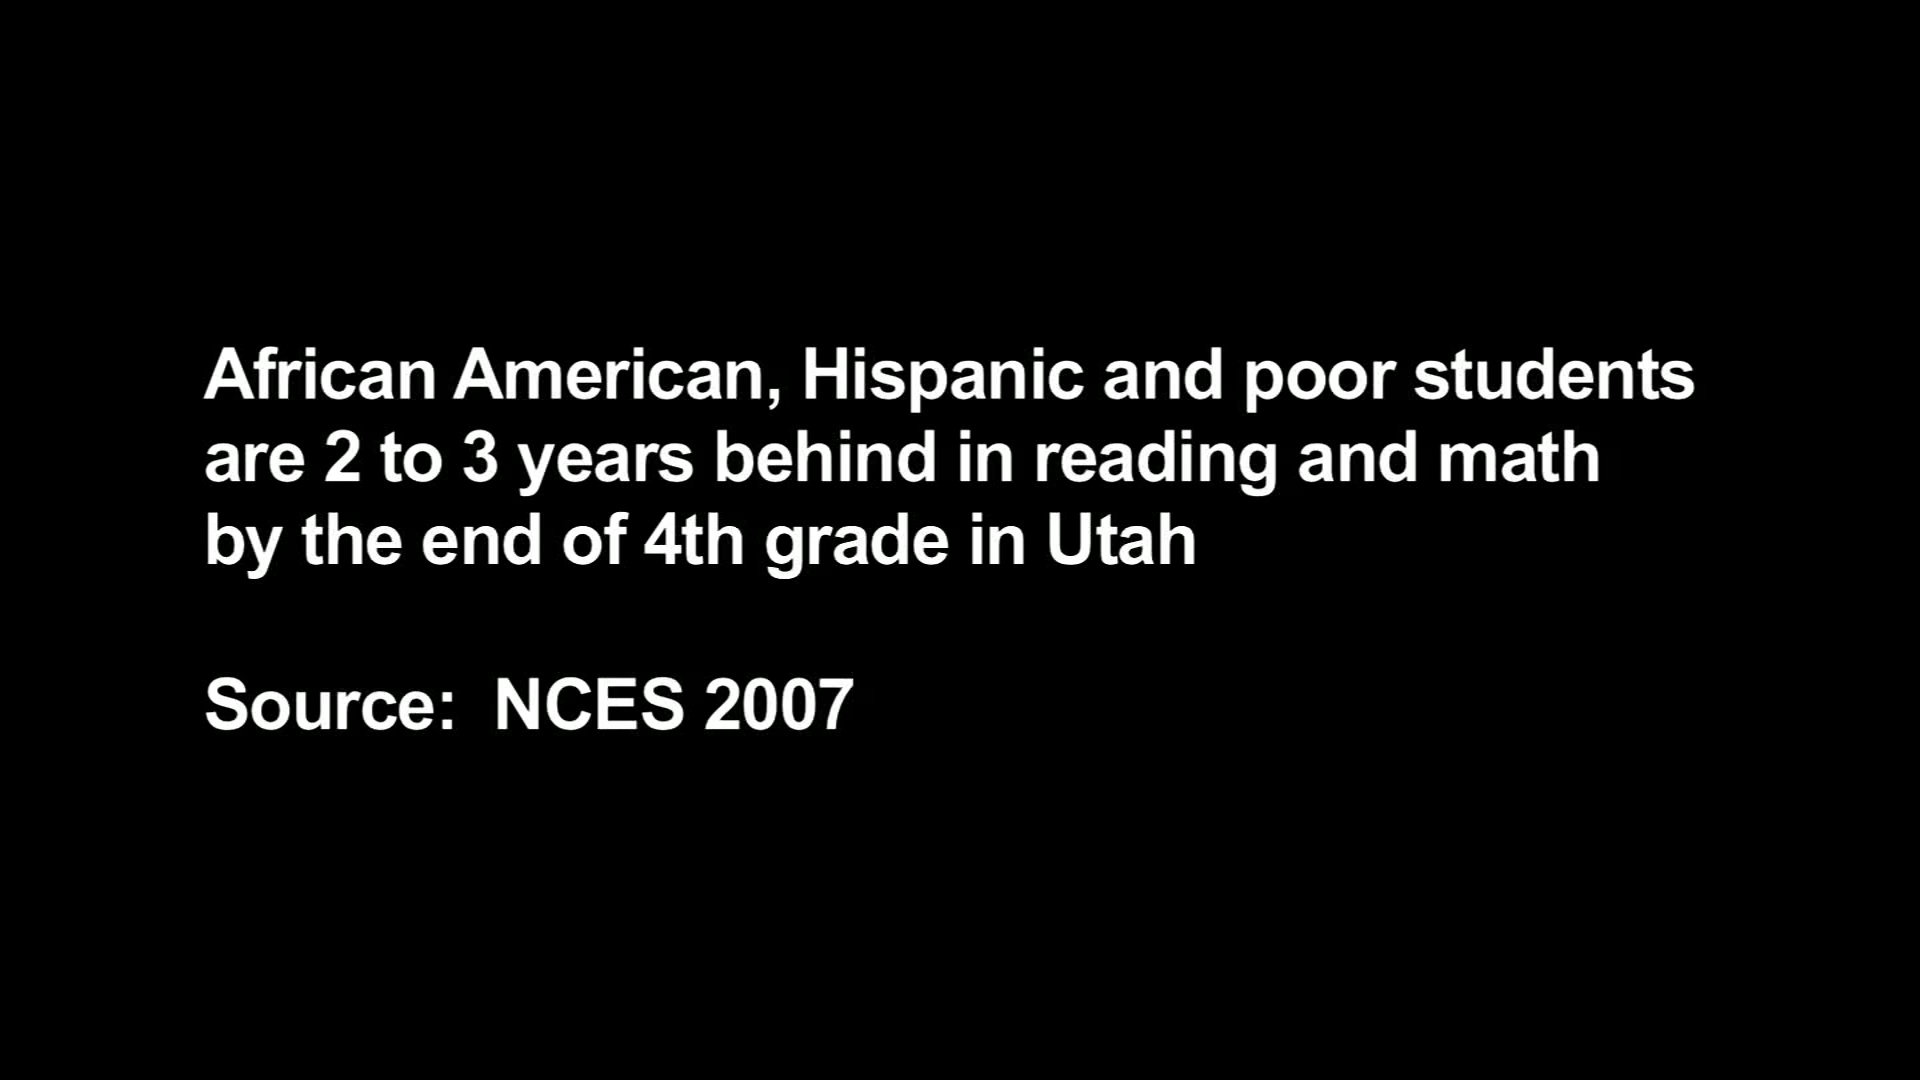 African American, Hispanic and poor students
are 2 to 3 years behind in reading and math
by the end of 4th grade in Utah
Source:  NCES 2007